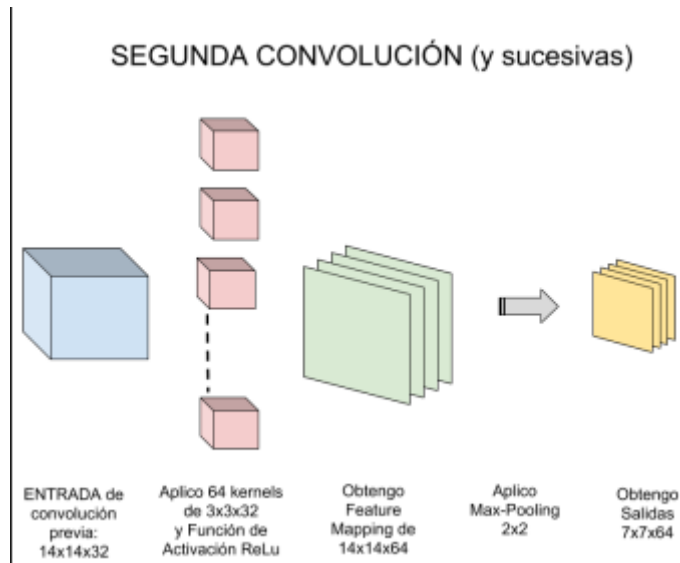 SEGUNDA CONVOLUCIÓN (y sucesivas)
ENTRADA de
convolución
previa:
14x14x32
Aplico 64 kernels
de 3x3x32
y Función de
Activación ReLu
Obtengo
Feature
Mapping de
14x14x64
Aplico
Max-Pooling
2x2
Obtengo
Salidas
7x7x64